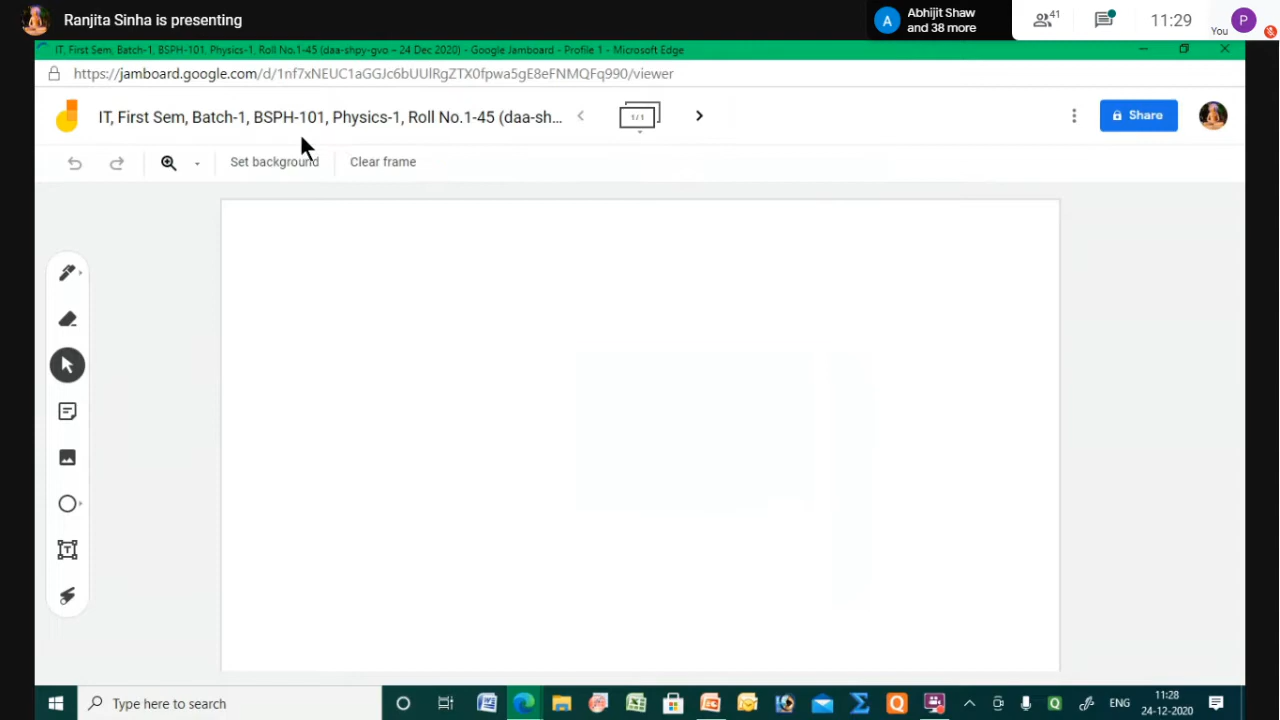 Ranjita Sinha is presenting
A
Abhijit Shaw
and 38 more
41
11:29
You
P
IT, First Sem, Batch-1, BSPH-101, Physics-1, Roll No.1-45 (daa-shpy-gvo – 24 Dec 2020) - Google Jamboard - Profile 1 - Microsoft Edge
https://jamboard.google.com/d/1nf7xNEUC1aGGJc6bUUlRgZTX0fpwa5gE8eFNMQFq990/viewer
IT, First Sem, Batch-1, BSPH-101, Physics-1, Roll No.1-45 (daa-sh...
1/1
Share
Set background
Clear frame
Type here to search
ENG
11:28
24-12-2020